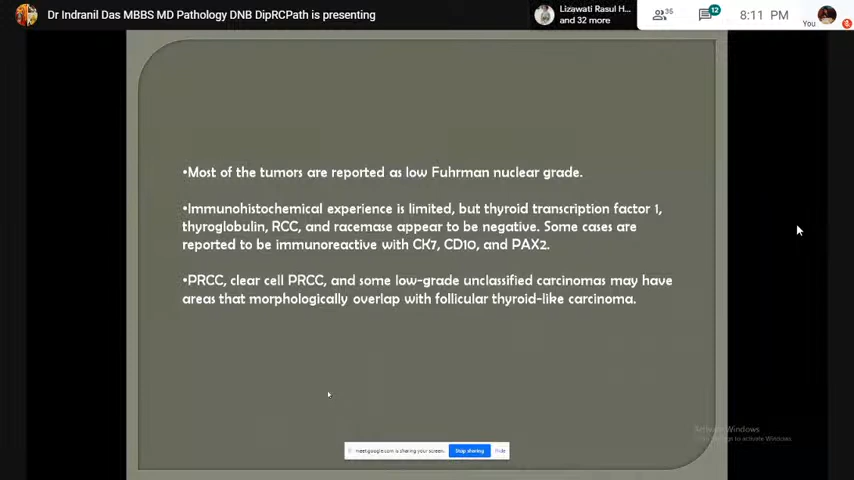 Dr Indranil Das MBBS MD Pathology DNB DipRCPath is presenting
Lizawati Rasul H...
and 32 more
35
12
8:11 PM
You
•Most of the tumors are reported as low Fuhrman nuclear grade.
•Immunohistochemical experience is limited, but thyroid transcription factor 1,
thyroglobulin, RCC, and racemase appear to be negative. Some cases are
reported to be immunoreactive with CK7, CD10, and PAX2.
•PRCC, clear cell PRCC, and some low-grade unclassified carcinomas may have
areas that morphologically overlap with follicular thyroid-like carcinoma.
meet.google.com is sharing your screen.
Stop sharing
Hide
Activate Windows
to activate Windows.